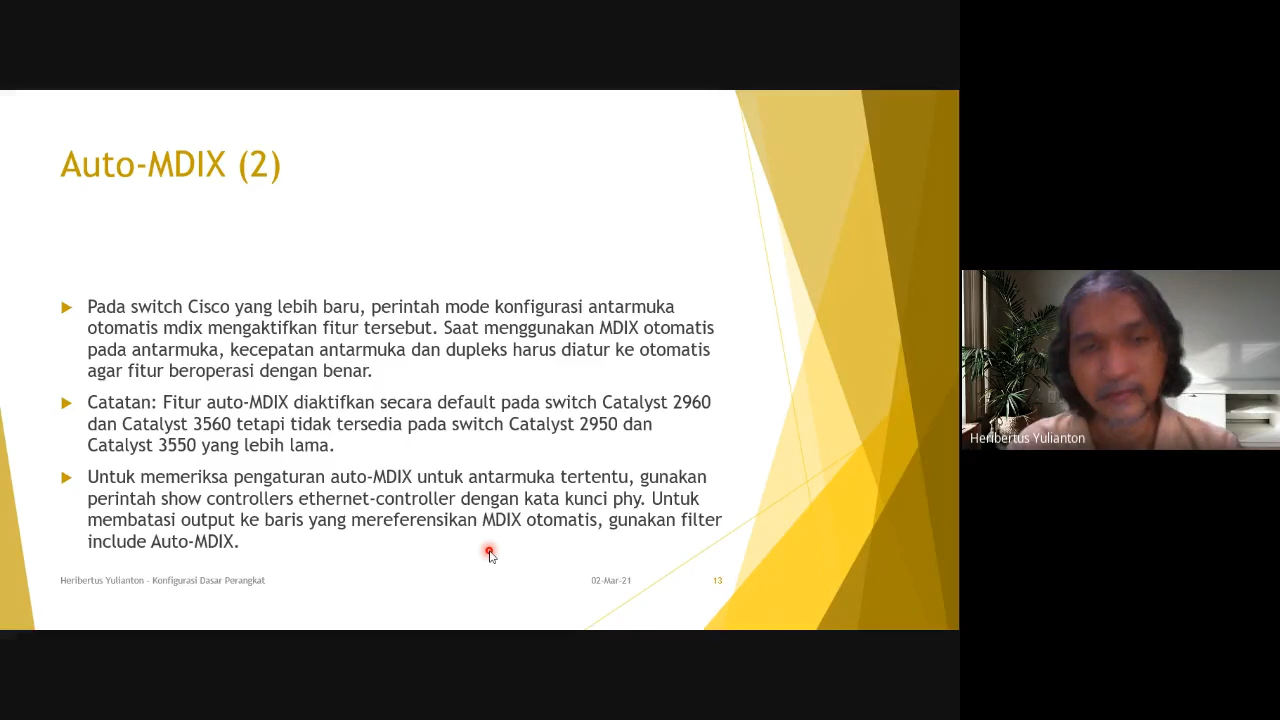 Auto-MDIX (2)
Pada switch Cisco yang lebih baru, perintah mode konfigurasi antarmuka
otomatis mdix mengaktifkan fitur tersebut. Saat menggunakan MDIX otomatis
pada antarmuka, kecepatan antarmuka dan dupleks harus diatur ke otomatis
agar fitur beroperasi dengan benar.
Catatan: Fitur auto-MDIX diaktifkan secara default pada switch Catalyst 2960
dan Catalyst 3560 tetapi tidak tersedia pada switch Catalyst 2950 dan
Catalyst 3550 yang lebih lama.
Untuk memeriksa pengaturan auto-MDIX untuk antarmuka tertentu, gunakan
perintah show controllers ethernet-controller dengan kata kunci phy. Untuk
membatasi output ke baris yang mereferensikan MDIX otomatis, gunakan filter
include Auto-MDIX.
Heribertus Yulianton - Konfigurasi Dasar Perangkat
02-Mar-21
13
Heribertus Yulianton